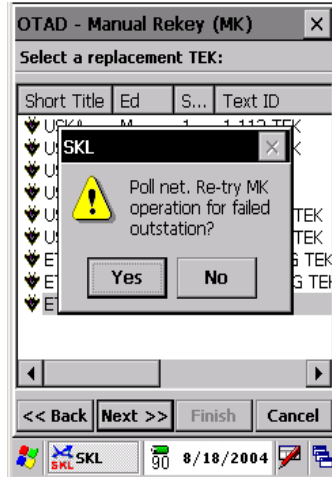 OTAD - Manual Rekey (MK)
Select a replacement TEK:
Short Title Ed S... Text ID
SKL
Poll net. Re-try MK
operation for failed
outstation?
Yes No
TEK
TEK
TEK
<< Back Next >> Finish Cancel
SKL 90 8/18/2004